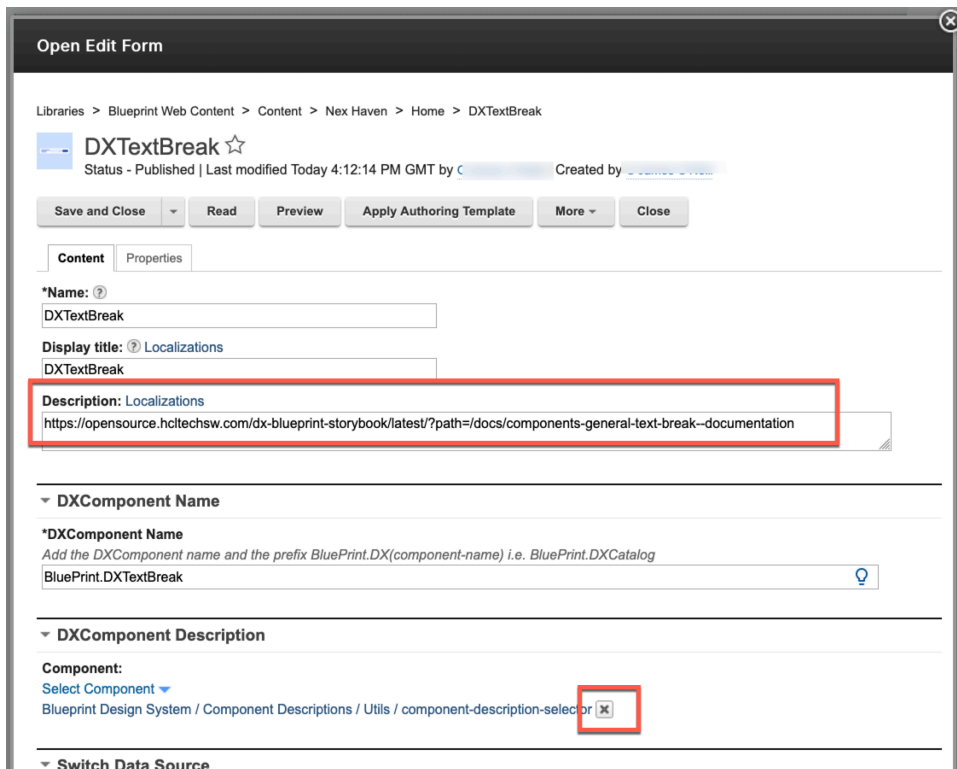 Open Edit Form
Libraries > Blueprint Web Content > Content > Nex Haven > Home > DXTextBreak
DXTextBreak
Status - Published | Last modified Today 4:12:14 PM GMT by Created by
Save and Close Read Preview Apply Authoring Template More Close
Content Properties
*Name: ?
DXTextBreak
Display title: ? Localizations
DXTextBreak
Description: Localizations
https://opensource.hcltechsw.com/dx-blueprint-storybook/latest/?path=/docs/components-general-text-break--documentation
DXComponent Name
*DXComponent Name
Add the DXComponent name and the prefix BluePrint.DX(component-name) i.e. BluePrint.DXCatalog
BluePrint.DXTextBreak
DXComponent Description
Component:
Select Component
Blueprint Design System / Component Descriptions / Utils / component-description-selector
Switch Data Source